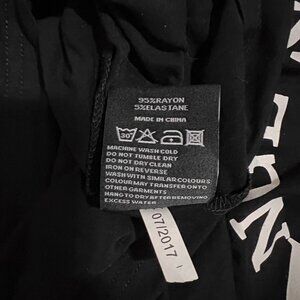 95%RAYON
5%ELASTANE
MADE IN CHINA
30°
MACHINE WASH COLD
DO NOT TUMBLE DRY
DO NOT DRY CLEAN
IRON ON REVERSE
WASH WITH SIMILAR COLOURS
COLOUR MAY TRANSFER ONTO
OTHER GARMENTS
HANG TO DRY AFTER REMOVING
EXCESS WATER
07/2017